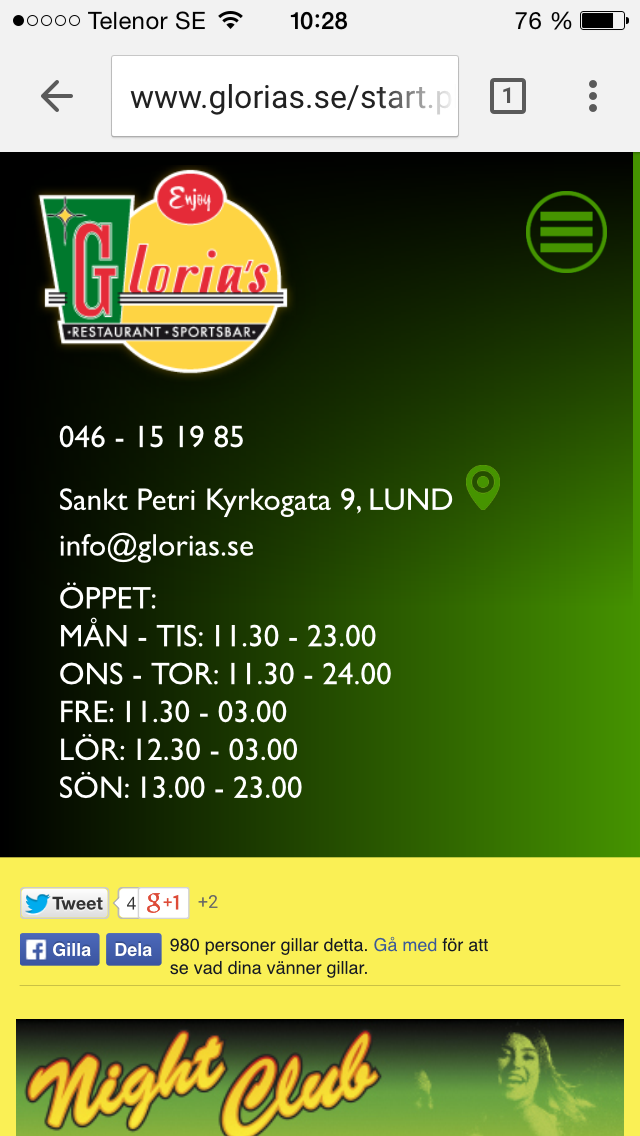 Telenor SE 10:28 76 %
www.glorias.se/start.p
1
Enjoy
Gloria's
·RESTAURANT·SPORTSBAR·
046 - 15 19 85
Sankt Petri Kyrkogata 9, LUND
info@glorias.se
ÖPPET:
MÅN - TIS: 11.30 - 23.00
ONS - TOR: 11.30 - 24.00
FRE: 11.30 - 03.00
LÖR: 12.30 - 03.00
SÖN: 13.00 - 23.00
Tweet 4 g+1 +2
Gilla Dela 980 personer gillar detta. Gå med för att
se vad dina vänner gillar.
Night Club